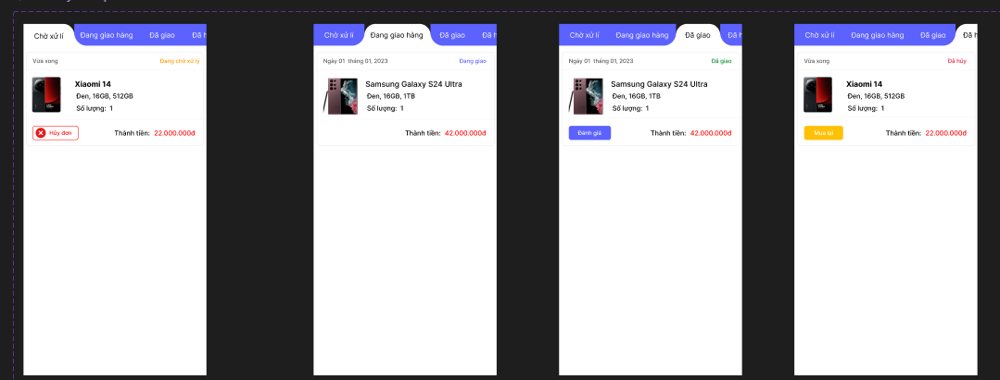 Chờ xử lí Đang giao hàng Đã giao Đã h
Vừa xong Đang chờ xử lý
Xiaomi 14
Đen, 16GB, 512GB
Số lượng: 1
Hủy đơn Thành tiền: 22.000.000đ
Chờ xử lí Đang giao hàng Đã giao Đã h
Ngày 01 tháng 01, 2023 Đang giao
Samsung Galaxy S24 Ultra
Đen, 16GB, 1TB
Số lượng: 1
Thành tiền: 42.000.000đ
Chờ xử lí Đang giao hàng Đã giao Đã h
Ngày 01 tháng 01, 2023 Đã giao
Samsung Galaxy S24 Ultra
Đen, 16GB, 1TB
Số lượng: 1
Đánh giá Thành tiền: 42.000.000đ
Chờ xử lí Đang giao hàng Đã giao Đã h
Vừa xong Đã hủy
Xiaomi 14
Đen, 16GB, 512GB
Số lượng: 1
Mua lại Thành tiền: 22.000.000đ